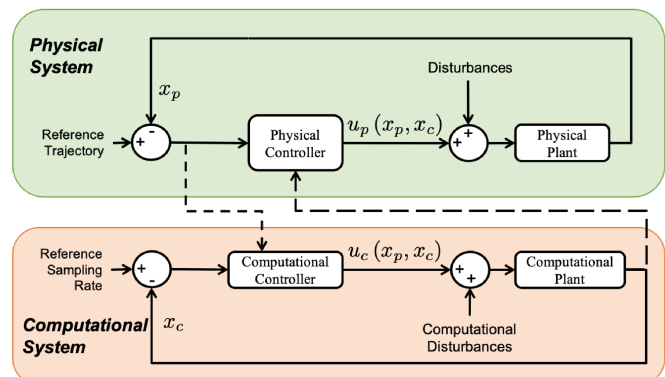 Physical
System
x_p
-
+
Reference
Trajectory
Physical
Controller
u_p (x_p, x_c)
Disturbances
+
+
Physical
Plant
Reference
Sampling
Rate
+
-
Computational
Controller
u_c (x_p, x_c)
+
+
Computational
Plant
Computational
System
x_c
Computational
Disturbances